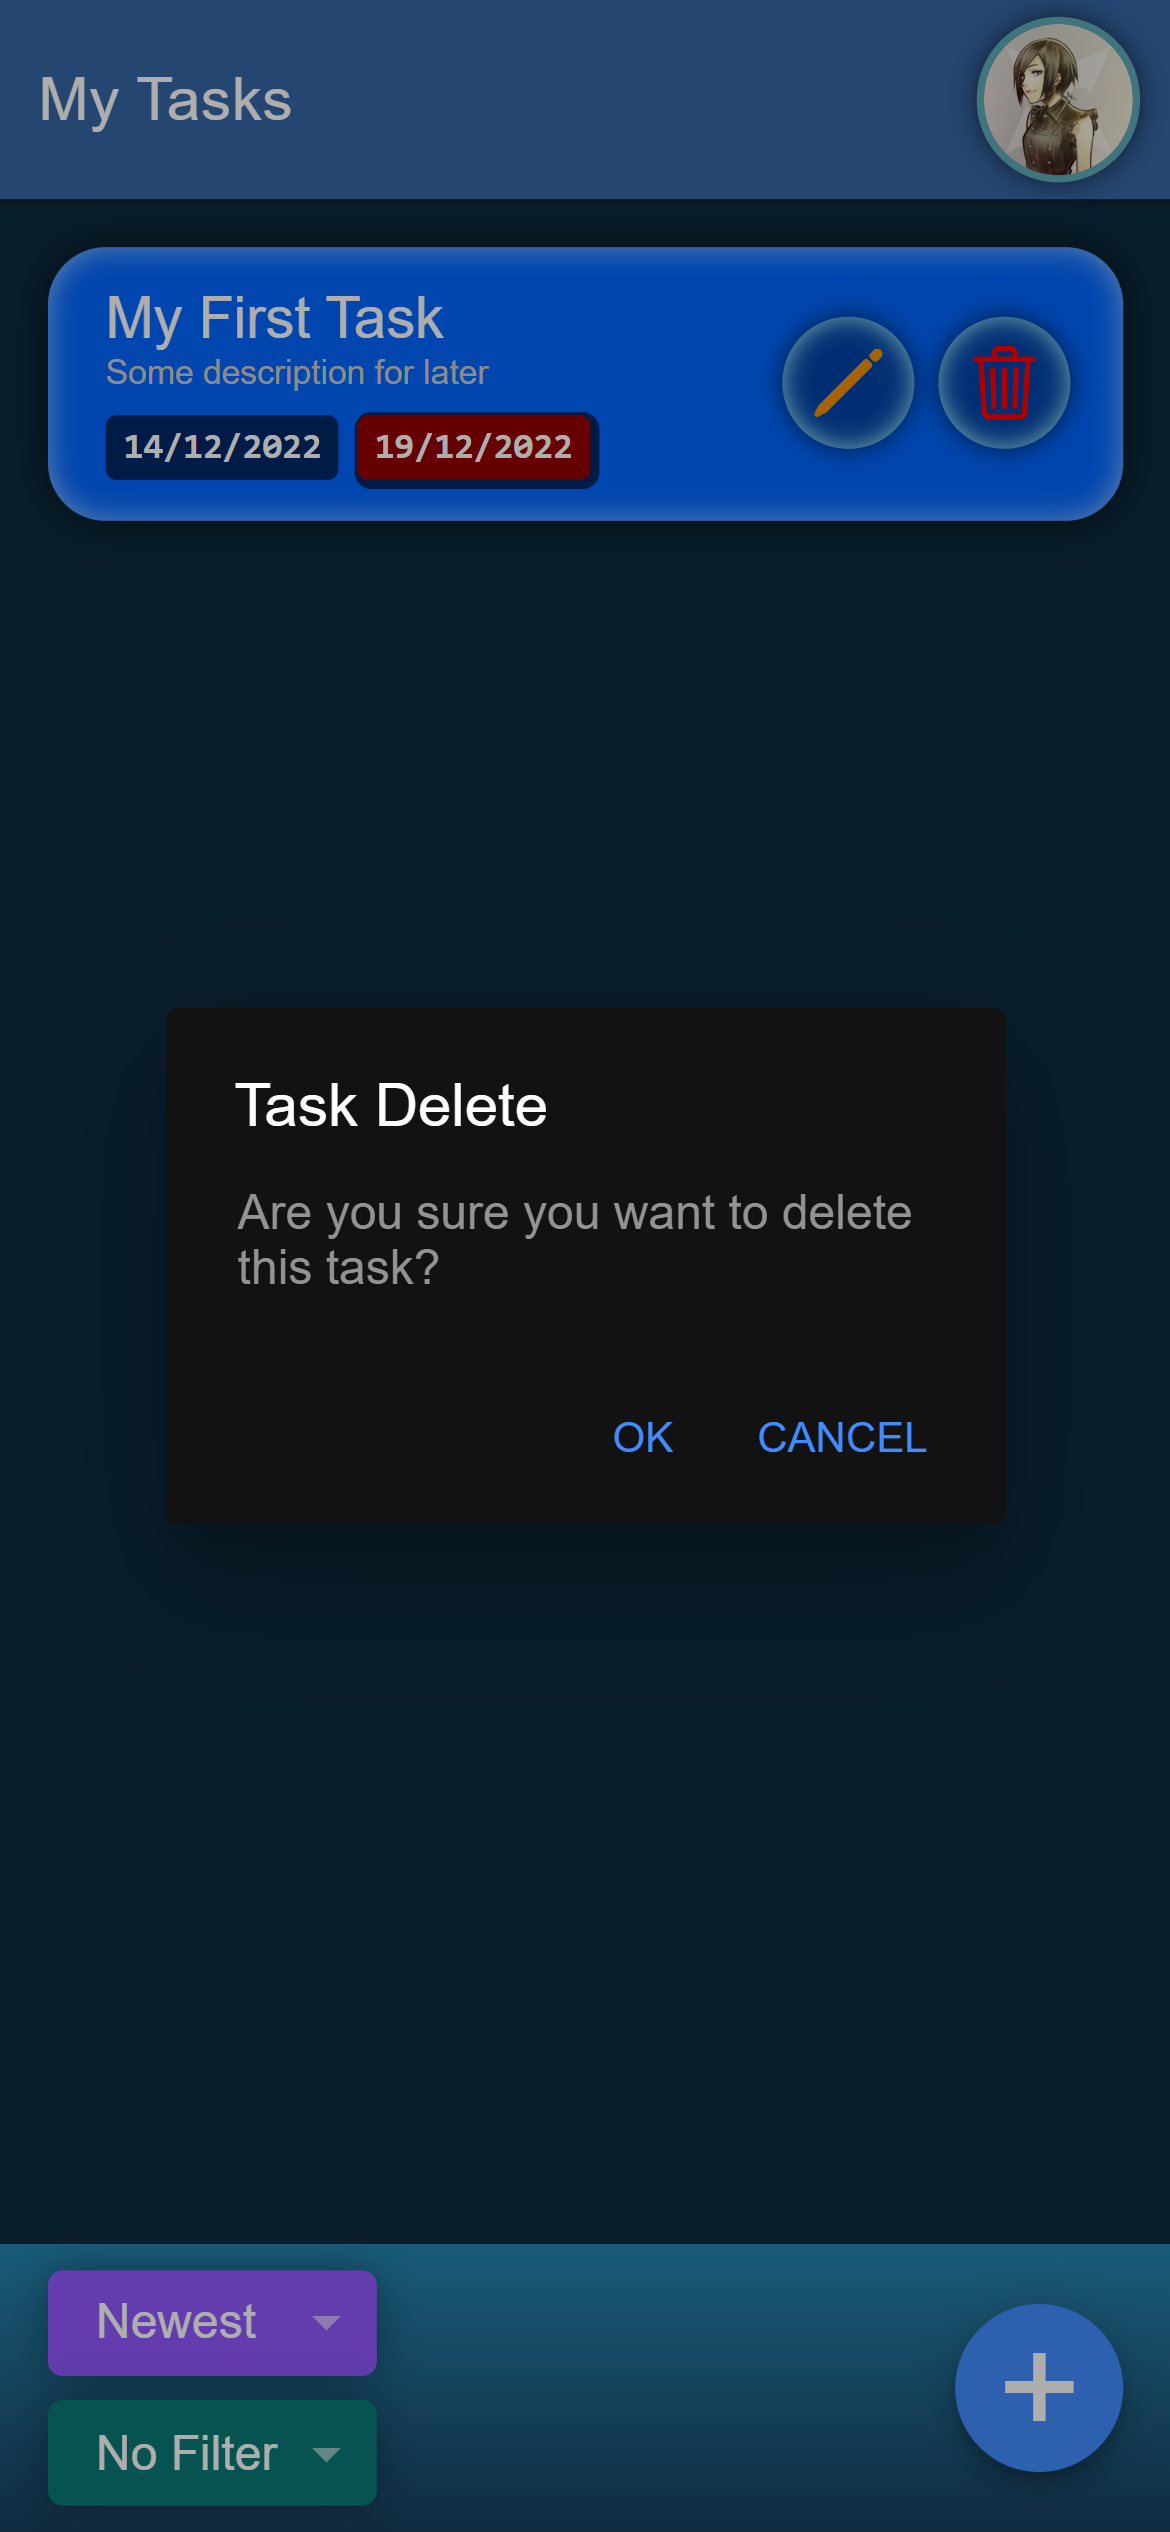 My Tasks
My First Task
Some description for later
14/12/2022 19/12/2022
Task Delete
Are you sure you want to delete
this task?
OK CANCEL
Newest
No Filter